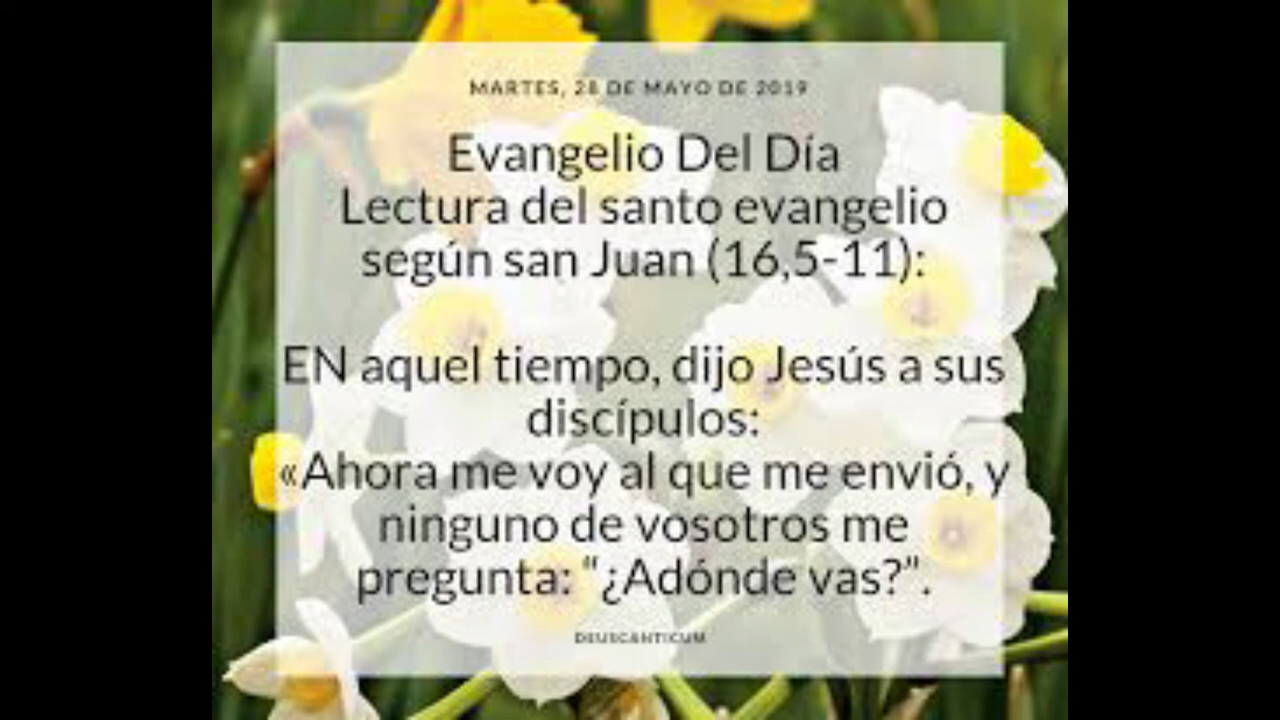 MARTES, 28 DE MAYO DE 2019
Evangelio Del Día
Lectura del santo evangelio
según san Juan (16,5-11):
EN aquel tiempo, dijo Jesús a sus
discípulos:
«Ahora me voy al que me envió, y
ninguno de vosotros me
pregunta: “¿Adónde vas?”.
DEUSCANTICUM